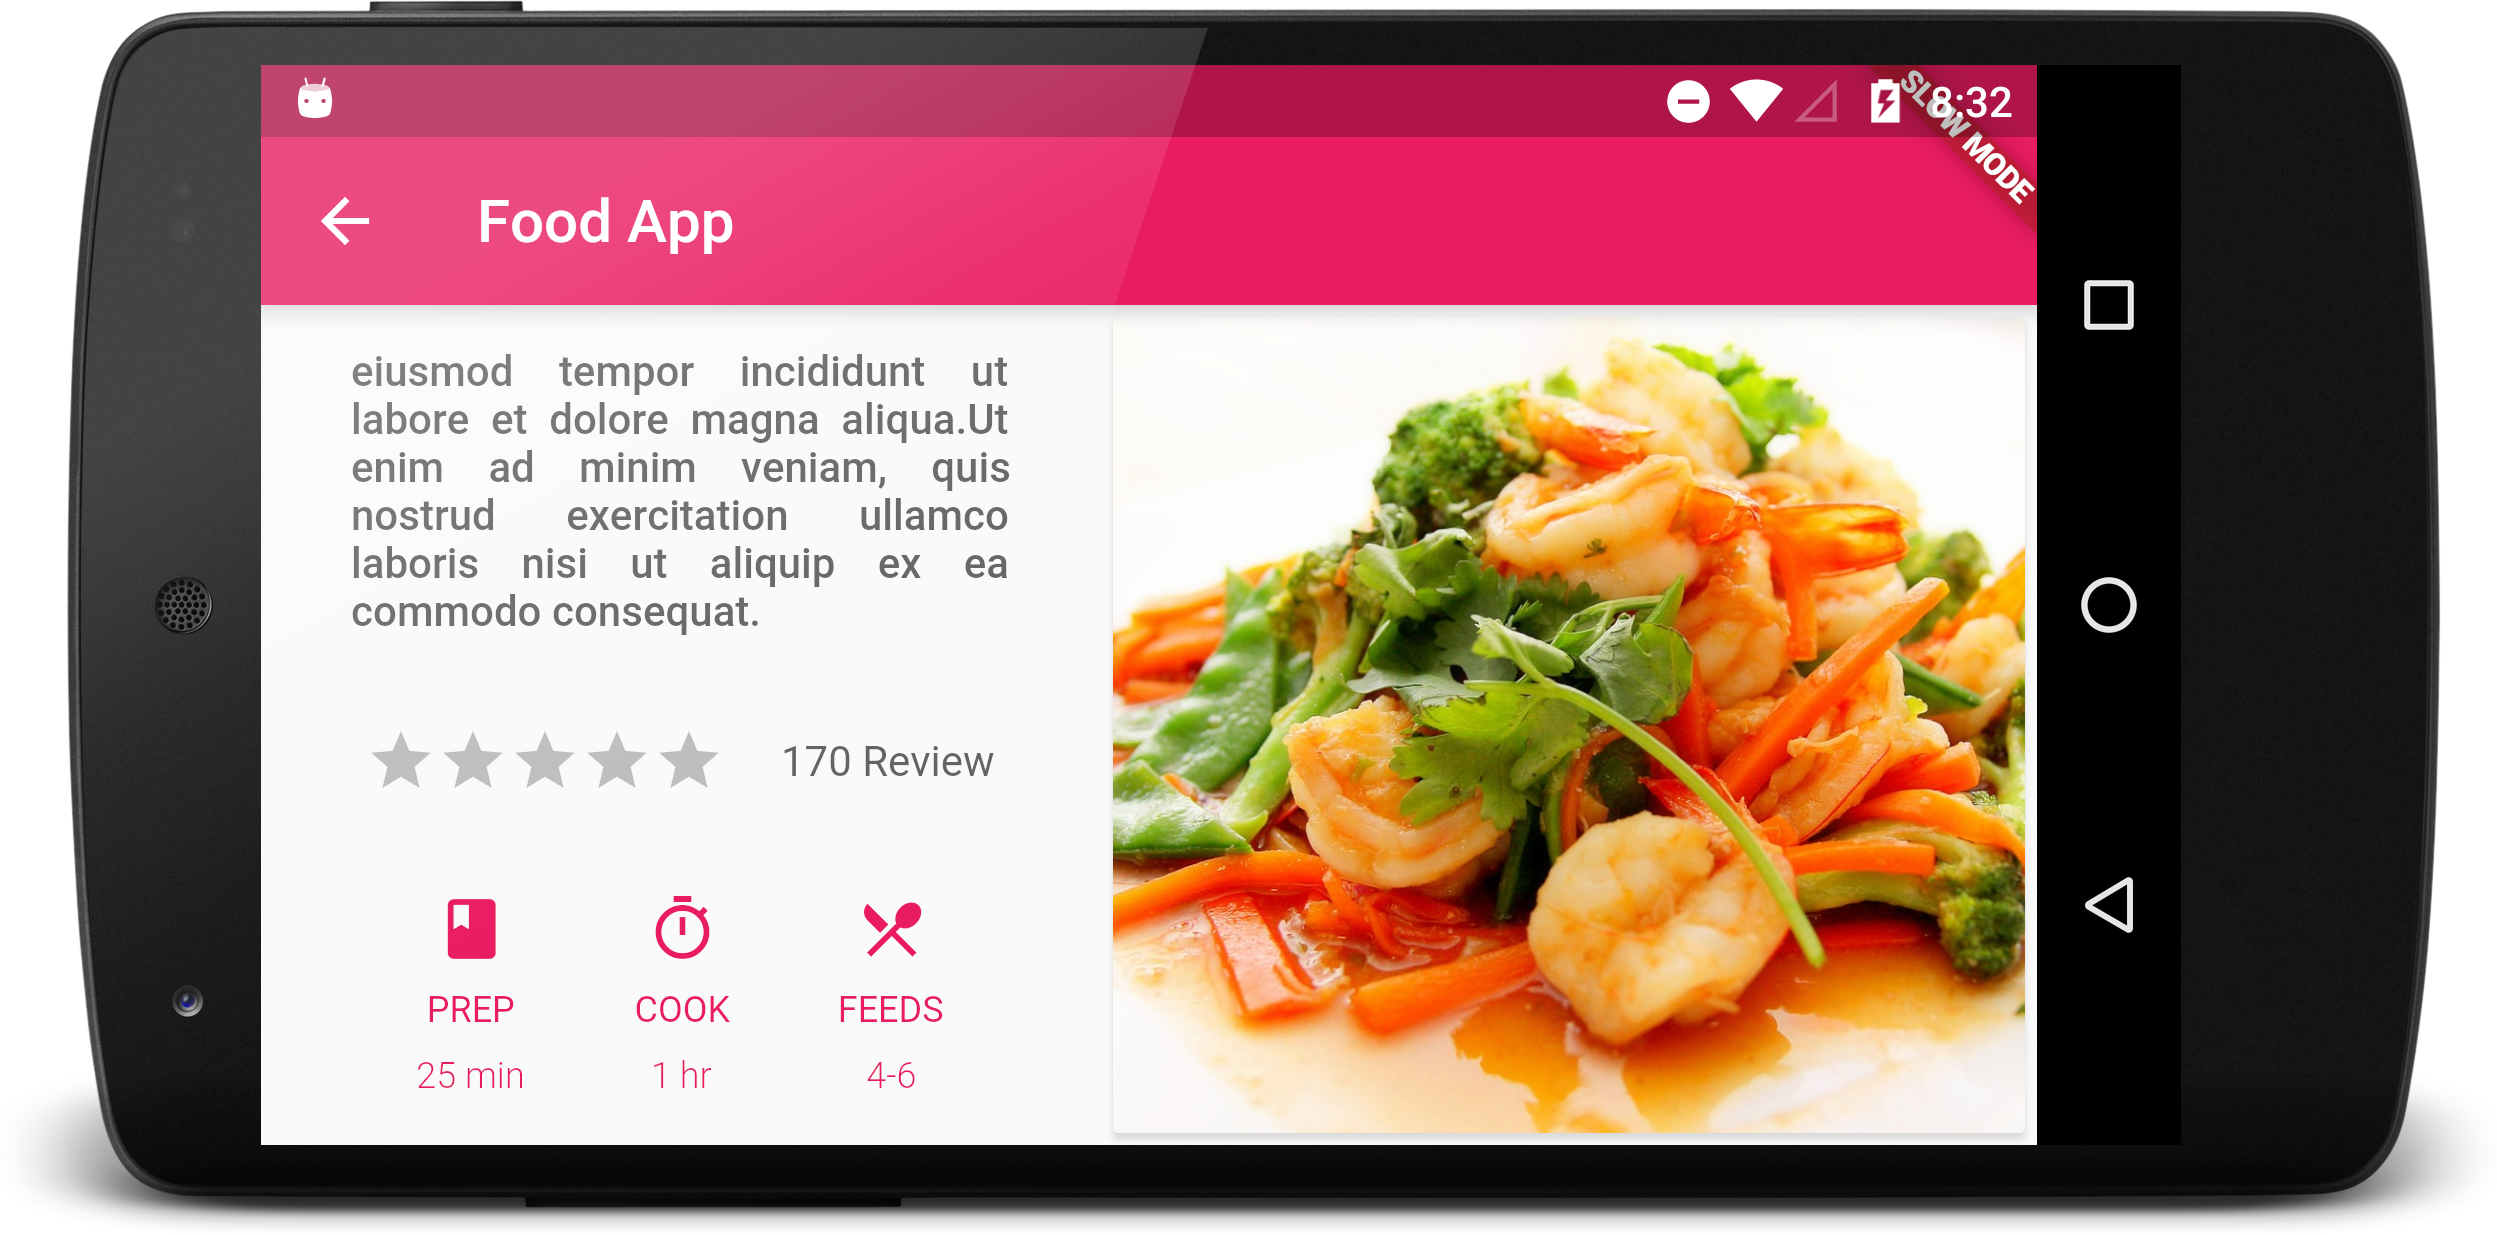 8:32
SLOW MODE
Food App
eiusmod tempor incididunt ut
labore et dolore magna aliqua.Ut
enim ad minim veniam, quis
nostrud exercitation ullamco
laboris nisi ut aliquip ex ea
commodo consequat.
170 Review
PREP COOK FEEDS
25 min 1 hr 4-6